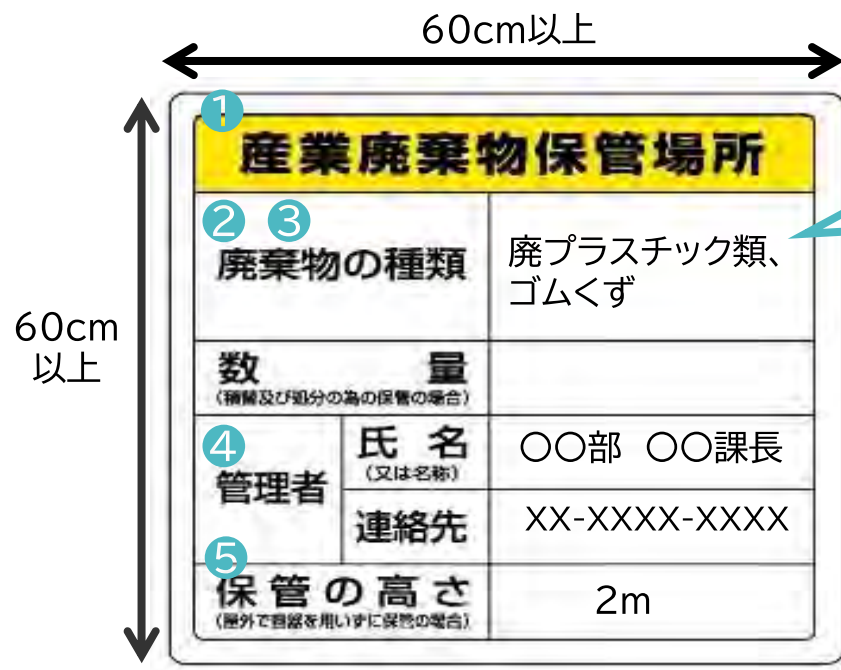 60cm以上
60cm
以上
1
産業廃棄物保管場所
2 3
廃棄物の種類
廃プラスチック類、
ゴムくず
数量
(積替及び処分の為の保管の場合)
4
管理者
氏名
(又は名称)
〇〇部 〇〇課長
連絡先
XX-XXXX-XXXX
5
保管の高さ
(屋外で容器を用いずに保管の場合)
2m